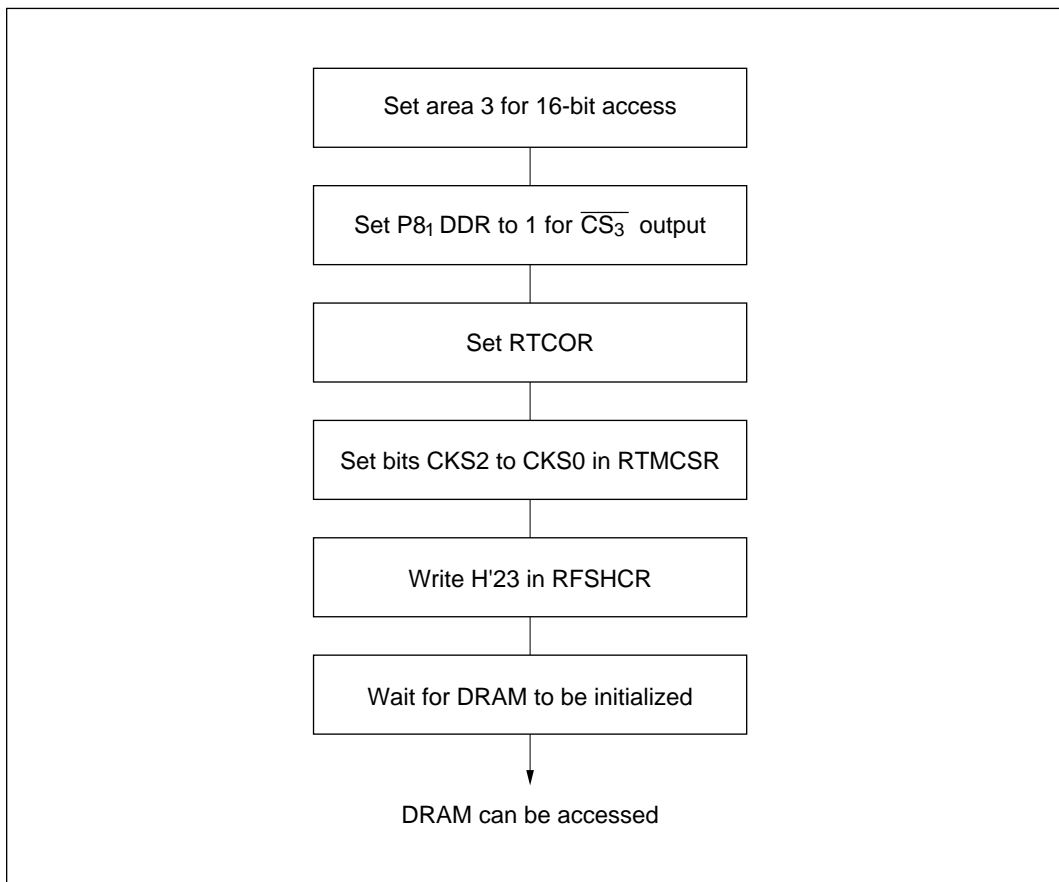 Set area 3 for 16-bit access
Set P8₁ DDR to 1 for C̅S̅₃̅ output
Set RTCOR
Set bits CKS2 to CKS0 in RTMCSR
Write H'23 in RFSHCR
Wait for DRAM to be initialized
DRAM can be accessed